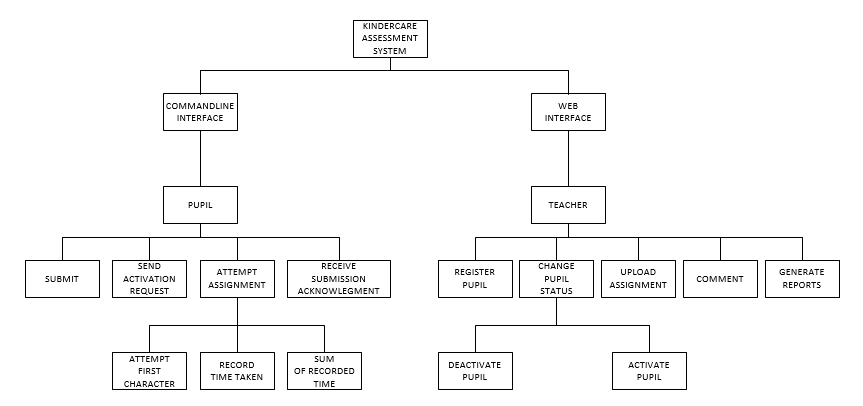 KINDERCARE
ASSESSMENT
SYSTEM
COMMANDLINE
INTERFACE
WEB
INTERFACE
PUPIL
TEACHER
SUBMIT
SEND
ACTIVATION
REQUEST
ATTEMPT
ASSIGNMENT
RECEIVE
SUBMISSION
ACKNOWLEGMENT
REGISTER
PUPIL
CHANGE
PUPIL
STATUS
UPLOAD
ASSIGNMENT
COMMENT
GENERATE
REPORTS
ATTEMPT
FIRST
CHARACTER
RECORD
TIME TAKEN
SUM
OF RECORDED
TIME
DEACTIVATE
PUPIL
ACTIVATE
PUPIL